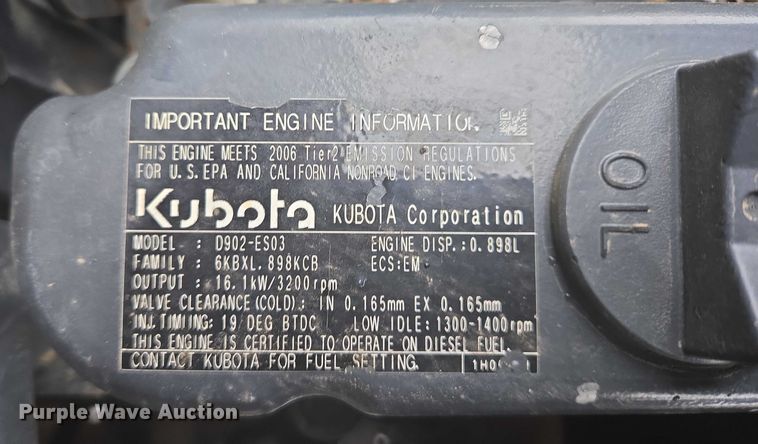 IMPORTANT ENGINE INFORMATION
THIS ENGINE MEETS 2006 Tier2 EMISSION REGULATIONS
FOR U.S.EPA AND CALIFORNIA NONROAD CI ENGINES.
Kubota KUBOTA Corporation
MODEL : D902-ES03 ENGINE DISP.:0.898L
FAMILY : 6KBXL.898KCB ECS:EM
OUTPUT : 16.1kW/3200rpm
VALVE CLEARANCE(COLD): IN 0.165mm EX 0.165mm
INJ.TIMING: 19 DEG BTDC LOW IDLE:1300-1400rpm
THIS ENGINE IS CERTIFIED TO OPERATE ON DIESEL FUEL.
CONTACT KUBOTA FOR FUEL SETTING.
OIL
Purple Wave Auction